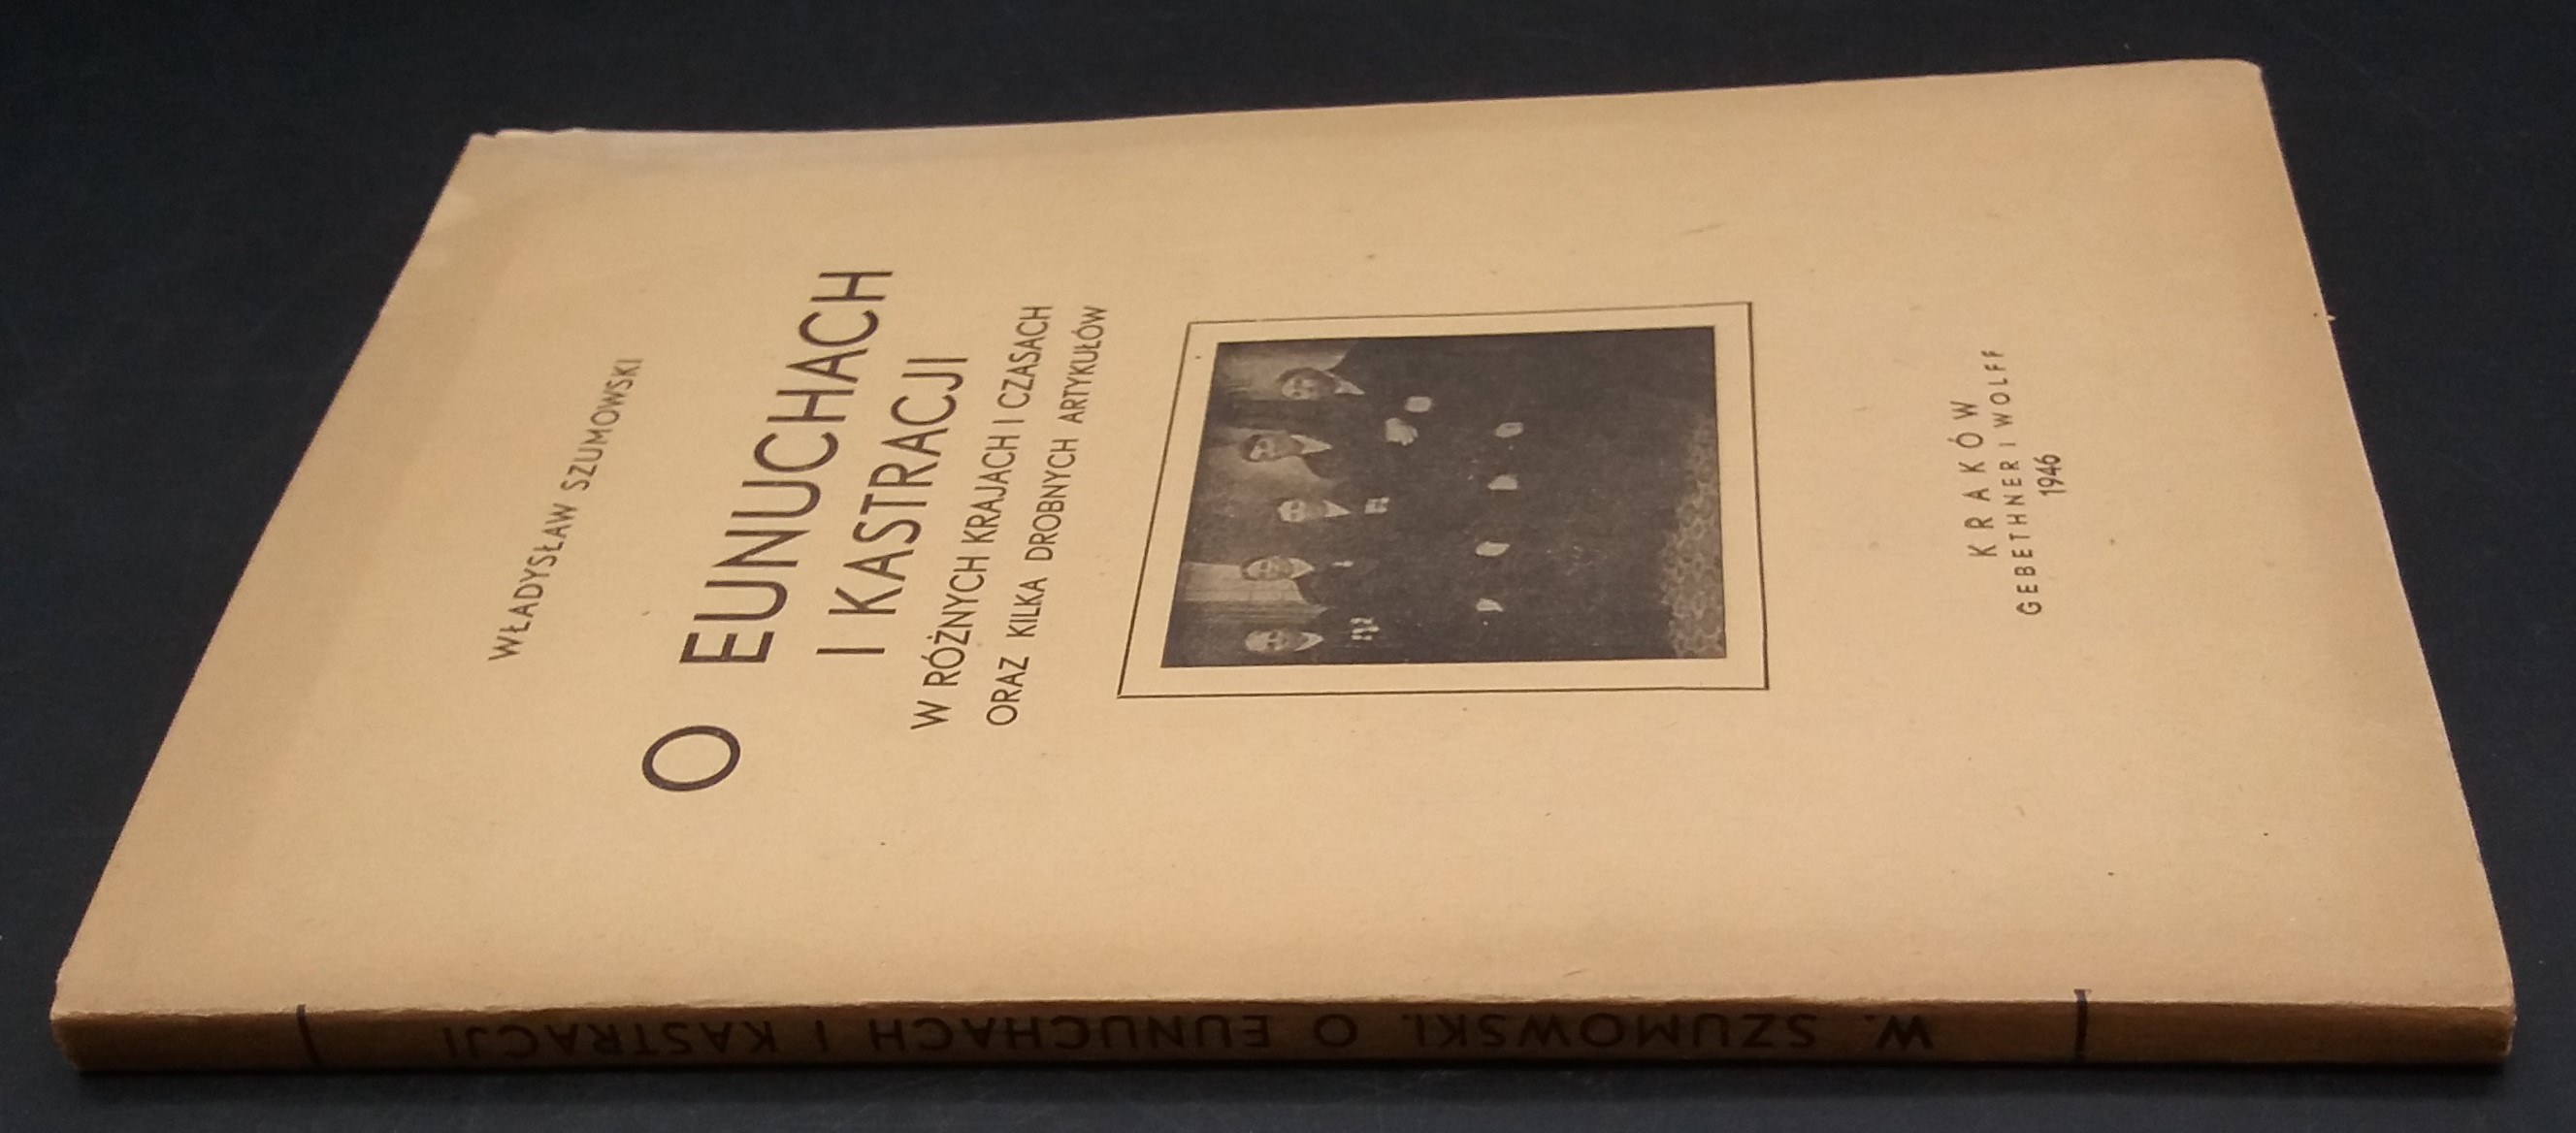 WŁADYSŁAW SZUMOWSKI
O EUNUCHACH
I KASTRACJI
W RÓŻNYCH KRAJACH I CZASACH
ORAZ KILKA DROBNYCH ARTYKUŁÓW
KRAKÓW
GEBETHNER I WOLFF
1946
W. SZUMOWSKI. O EUNUCHACH I KASTRACJI